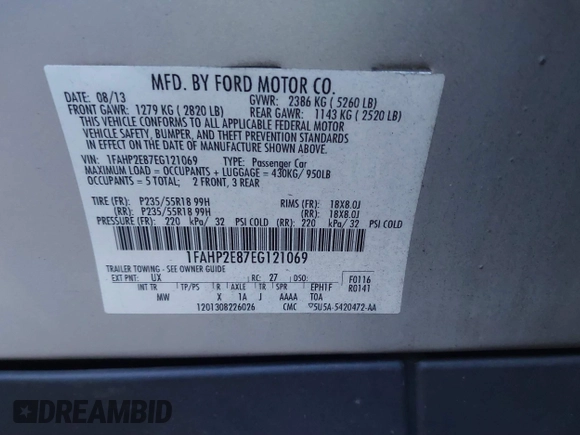 MFD. BY FORD MOTOR CO.
DATE: 08/13 GVWR: 2386 KG ( 5260 LB)
FRONT GAWR: 1279 KG ( 2820 LB) REAR GAWR: 1143 KG ( 2520 LB)
THIS VEHICLE CONFORMS TO ALL APPLICABLE FEDERAL MOTOR
VEHICLE SAFETY, BUMPER, AND THEFT PREVENTION STANDARDS
IN EFFECT ON THE DATE OF MANUFACTURE SHOWN ABOVE.
VIN: 1FAHP2E87EG121069 TYPE: Passenger Car
MAXIMUM LOAD = OCCUPANTS + LUGGAGE = 430KG/ 950LB
OCCUPANTS = 5 TOTAL; 2 FRONT, 3 REAR
TIRE (FR): P235/55R18 99H RIMS (FR): 18X8.0J
(RR): P235/55R18 99H (RR): 18X8.0J
PRESSURE (FR): 220 kPa/ 32 PSI COLD (RR): 220 kPa/ 32 PSI COLD
1FAHP2E87EG121069
TRAILER TOWING - SEE OWNER GUIDE
EXT PNT: UX RC: 27 DSO: F0116
INT TR TP/PS R AXLE TR SPR EPH1F R0141
MW X 1A J AAAA T0A
1201308226026 CMC 5U5A-5420472-AA
DREAMBID